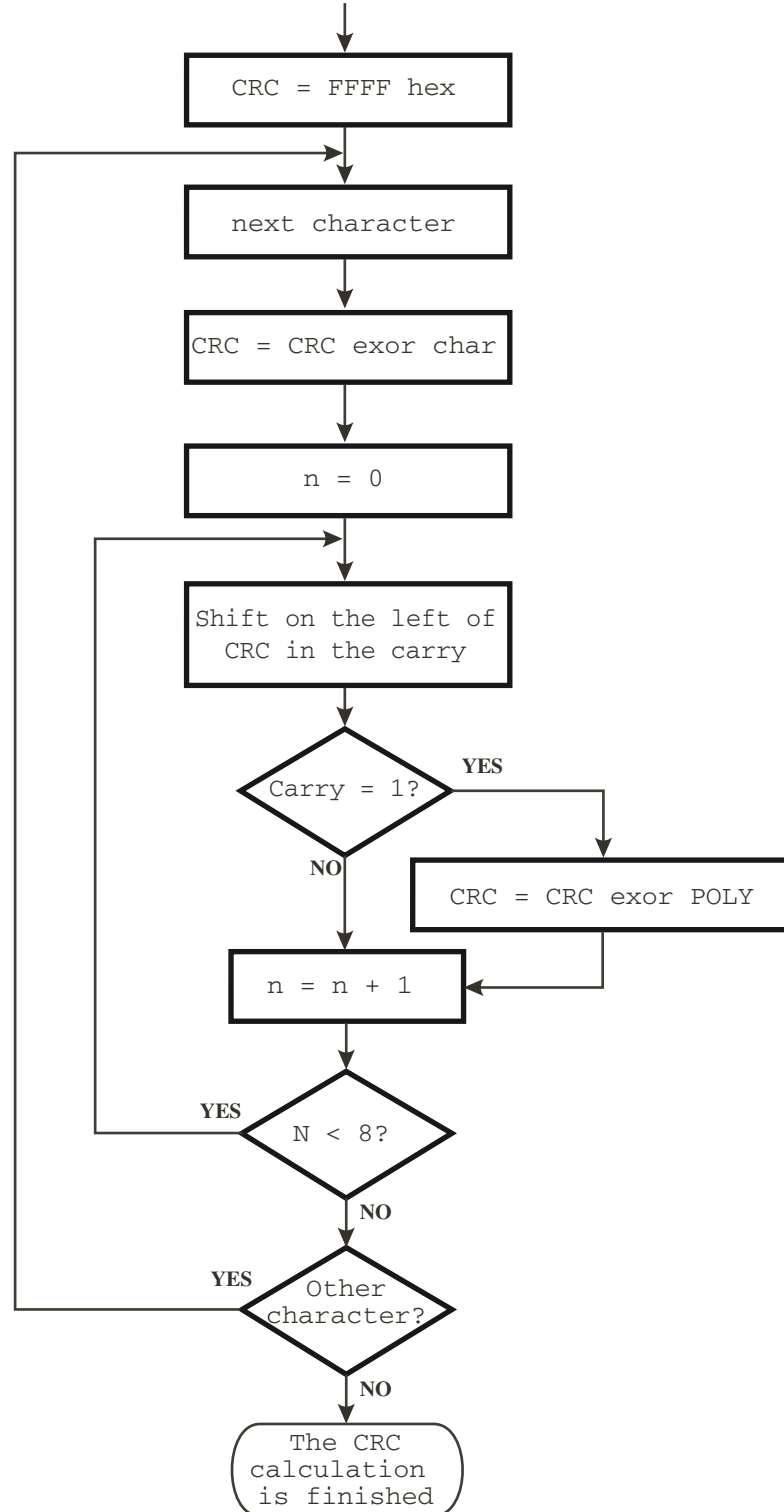 CRC = FFFF hex
next character
CRC = CRC exor char
n = 0
Shift on the left of
CRC in the carry
Carry = 1?
YES
NO
CRC = CRC exor POLY
n = n + 1
YES
N < 8?
NO
YES
Other
character?
NO
The CRC
calculation
is finished